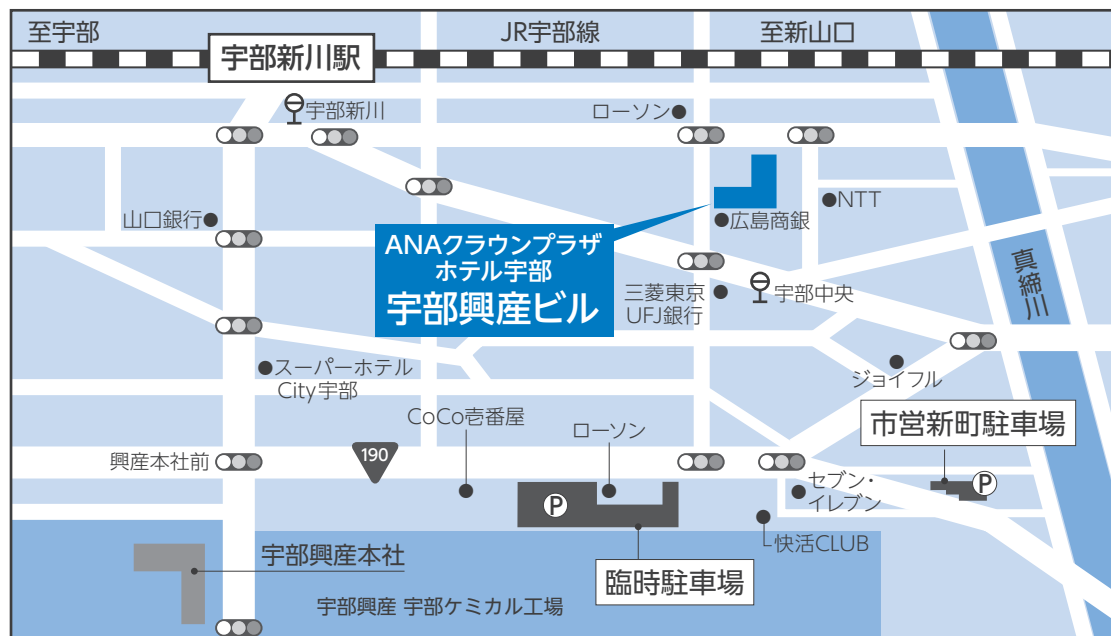 至宇部
JR宇部線
至新山口
宇部新川駅
宇部新川
ローソン
山口銀行
NTT
広島商銀
ANAクラウンプラザ
ホテル宇部
宇部興産ビル
三菱東京
UFJ銀行
宇部中央
真締川
スーパーホテル
City宇部
ジョイフル
CoCo壱番屋
ローソン
市営新町駐車場
興産本社前
190
セブン・
イレブン
P
P
快活CLUB
宇部興産本社
臨時駐車場
宇部興産 宇部ケミカル工場